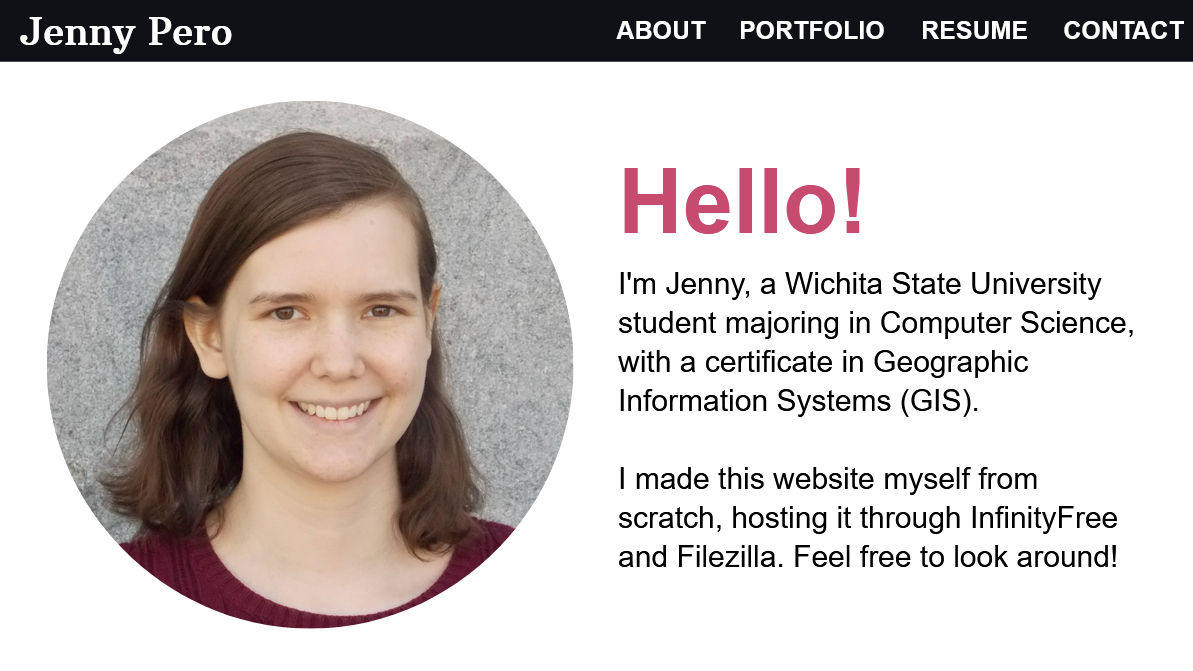 Jenny Pero
ABOUT PORTFOLIO RESUME CONTACT
Hello!
I'm Jenny, a Wichita State University
student majoring in Computer Science,
with a certificate in Geographic
Information Systems (GIS).
I made this website myself from
scratch, hosting it through InfinityFree
and Filezilla. Feel free to look around!